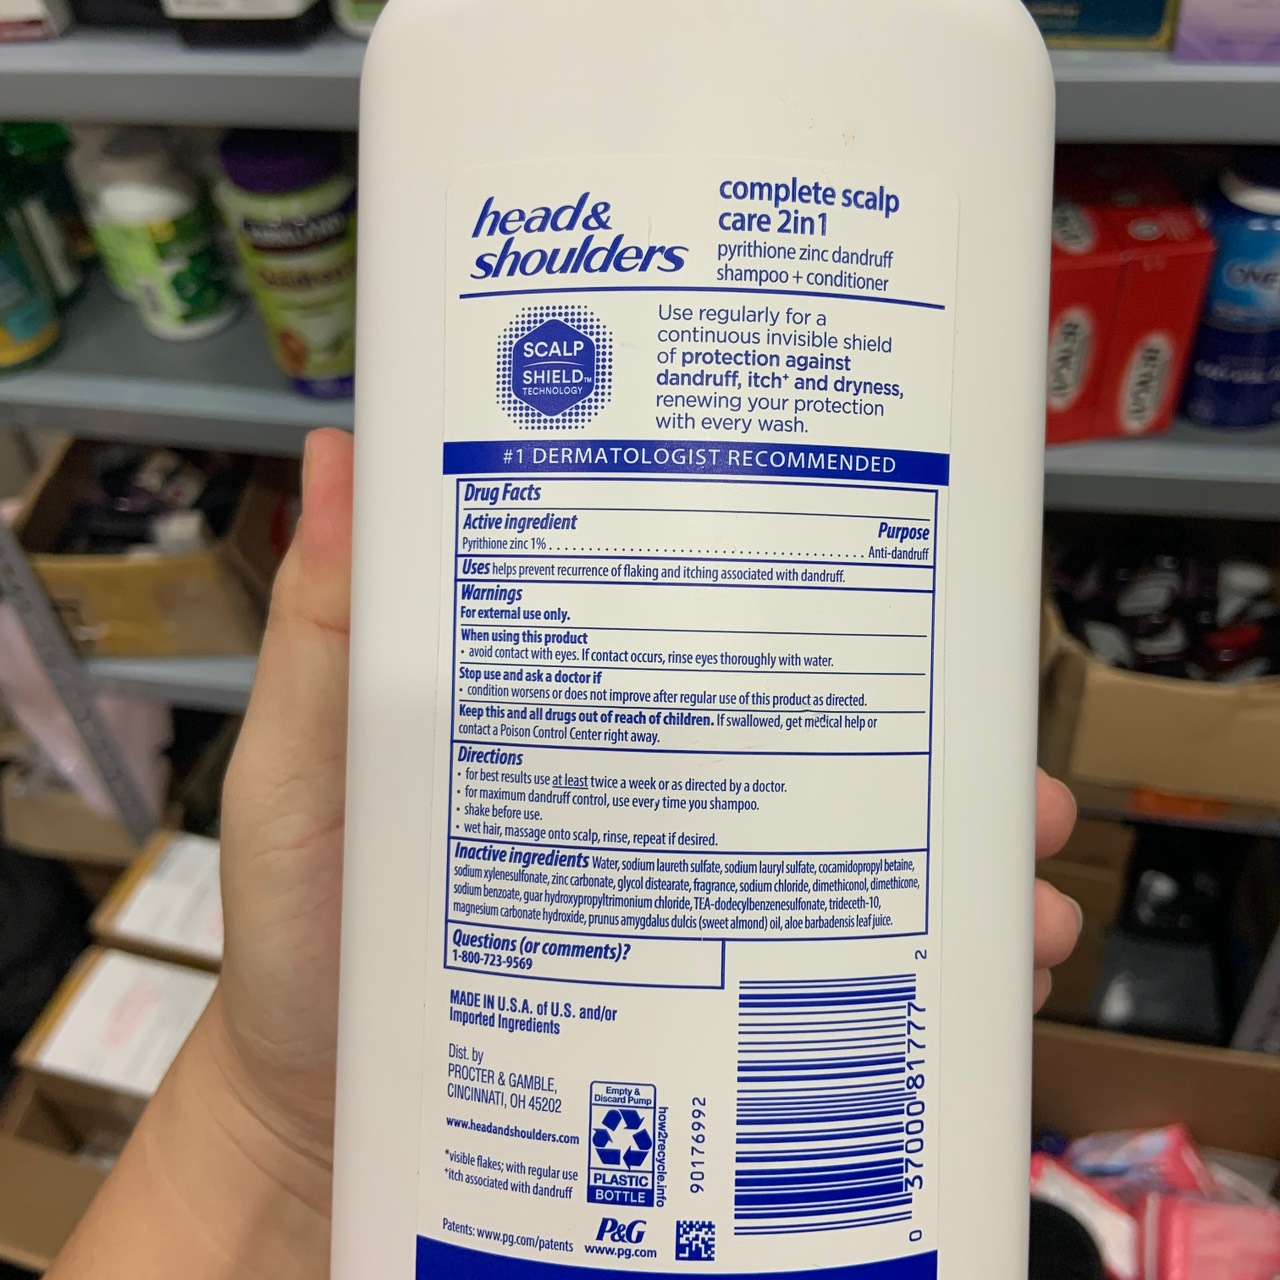 head&
shoulders
complete scalp
care 2in1
pyrithione zinc dandruff
shampoo + conditioner
SCALP
SHIELD™
TECHNOLOGY
Use regularly for a
continuous invisible shield
of protection against
dandruff, itch⁺ and dryness,
renewing your protection
with every wash.
#1 DERMATOLOGIST RECOMMENDED
Drug Facts
Active ingredient Purpose
Pyrithione zinc 1% . . . . . . . . . . . . . . . . . . . . . . . . . . . . . . . . . . . . . . . Anti-dandruff
Uses helps prevent recurrence of flaking and itching associated with dandruff.
Warnings
For external use only.
When using this product
• avoid contact with eyes. If contact occurs, rinse eyes thoroughly with water.
Stop use and ask a doctor if
• condition worsens or does not improve after regular use of this product as directed.
Keep this and all drugs out of reach of children. If swallowed, get medical help or
contact a Poison Control Center right away.
Directions
• for best results use at least twice a week or as directed by a doctor.
• for maximum dandruff control, use every time you shampoo.
• shake before use.
• wet hair, massage onto scalp, rinse, repeat if desired.
Inactive ingredients Water, sodium laureth sulfate, sodium lauryl sulfate, cocamidopropyl betaine,
sodium xylenesulfonate, zinc carbonate, glycol distearate, fragrance, sodium chloride, dimethiconol, dimethicone,
sodium benzoate, guar hydroxypropyltrimonium chloride, TEA-dodecylbenzenesulfonate, trideceth-10,
magnesium carbonate hydroxide, prunus amygdalus dulcis (sweet almond) oil, aloe barbadensis leaf juice.
Questions (or comments)?
1-800-723-9569
MADE IN U.S.A. of U.S. and/or
Imported Ingredients
Dist. by
PROCTER & GAMBLE,
CINCINNATI, OH 45202
www.headandshoulders.com
*visible flakes; with regular use
⁺itch associated with dandruff
Patents: www.pg.com/patents
Empty &
Discard Pump
PLASTIC
BOTTLE
how2recycle.info
P&G
www.pg.com
90176992
0 37000 81777 2